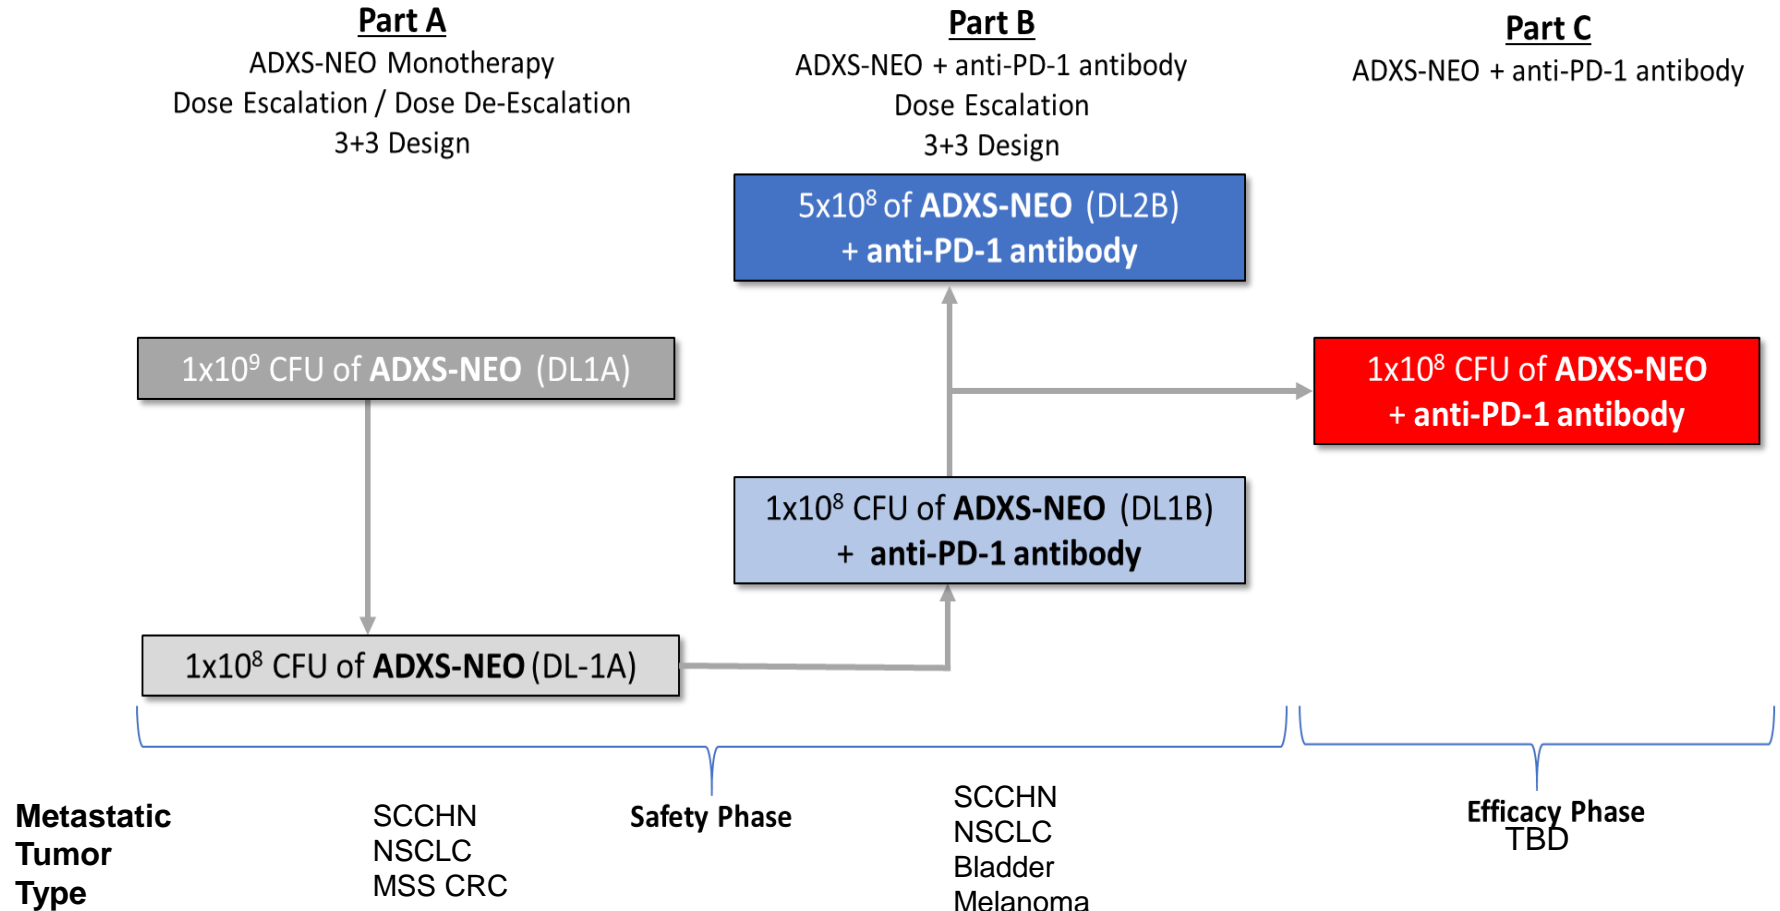 Part A
ADXS-NEO Monotherapy
Dose Escalation / Dose De-Escalation
3+3 Design
Part B
ADXS-NEO + anti-PD-1 antibody
Dose Escalation
3+3 Design
Part C
ADXS-NEO + anti-PD-1 antibody
5x10⁸ of ADXS-NEO (DL2B)
+ anti-PD-1 antibody
1x10⁹ CFU of ADXS-NEO (DL1A)
1x10⁸ CFU of ADXS-NEO
+ anti-PD-1 antibody
1x10⁸ CFU of ADXS-NEO (DL1B)
+ anti-PD-1 antibody
1x10⁸ CFU of ADXS-NEO (DL-1A)
Metastatic
Tumor
Type
SCCHN
NSCLC
MSS CRC
Safety Phase
SCCHN
NSCLC
Bladder
Melanoma
Efficacy Phase
TBD